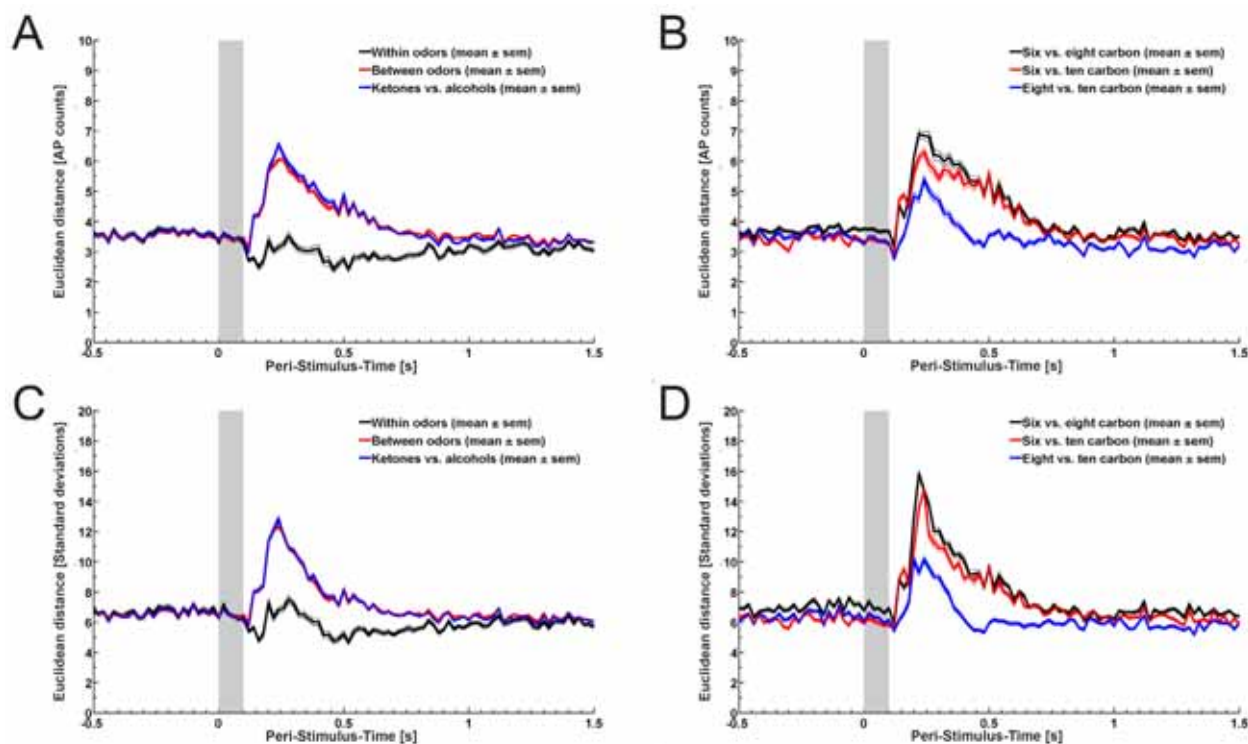 A
10
9
8
7
6
5
4
3
2
1
0
Euclidean distance [AP counts]
Within odors (mean ± sem)
Between odors (mean ± sem)
Ketones vs. alcohols (mean ± sem)
-0.5
0
0.5
1
1.5
Peri-Stimulus-Time [s]
B
10
9
8
7
6
5
4
3
2
1
0
Euclidean distance [AP counts]
Six vs. eight carbon (mean ± sem)
Six vs. ten carbon (mean ± sem)
Eight vs. ten carbon (mean ± sem)
-0.5
0
0.5
1
1.5
Peri-Stimulus-Time [s]
C
20
18
16
14
12
10
8
6
4
2
0
Euclidean distance [Standard deviations]
Within odors (mean ± sem)
Between odors (mean ± sem)
Ketones vs. alcohols (mean ± sem)
-0.5
0
0.5
1
1.5
Peri-Stimulus-Time [s]
D
20
18
16
14
12
10
8
6
4
2
0
Euclidean distance [Standard deviations]
Six vs. eight carbon (mean ± sem)
Six vs. ten carbon (mean ± sem)
Eight vs. ten carbon (mean ± sem)
-0.5
0
0.5
1
1.5
Peri-Stimulus-Time [s]